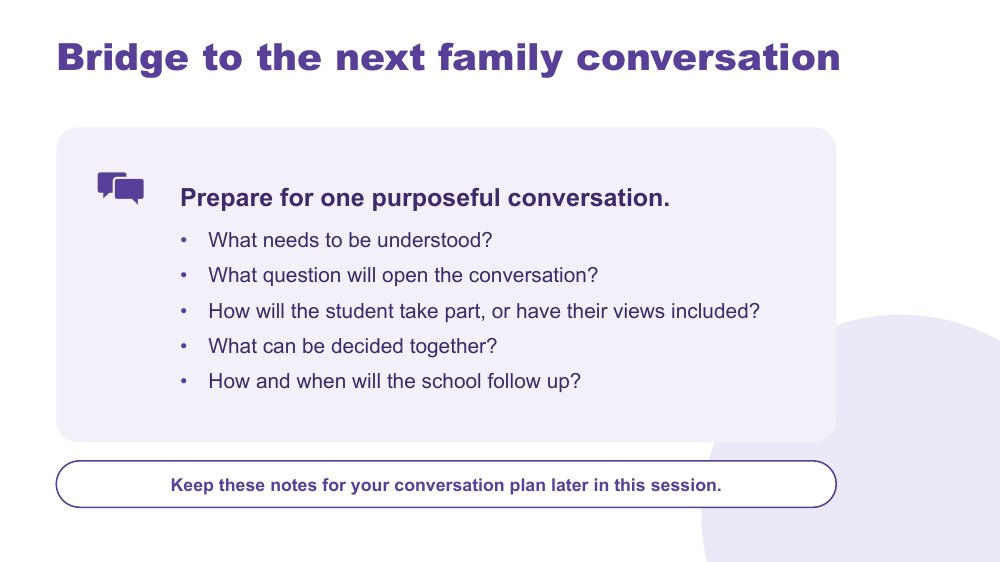 Bridge to the next family conversation
Prepare for one purposeful conversation.
• What needs to be understood?
• What question will open the conversation?
• How will the student take part, or have their views included?
• What can be decided together?
• How and when will the school follow up?
Keep these notes for your conversation plan later in this session.